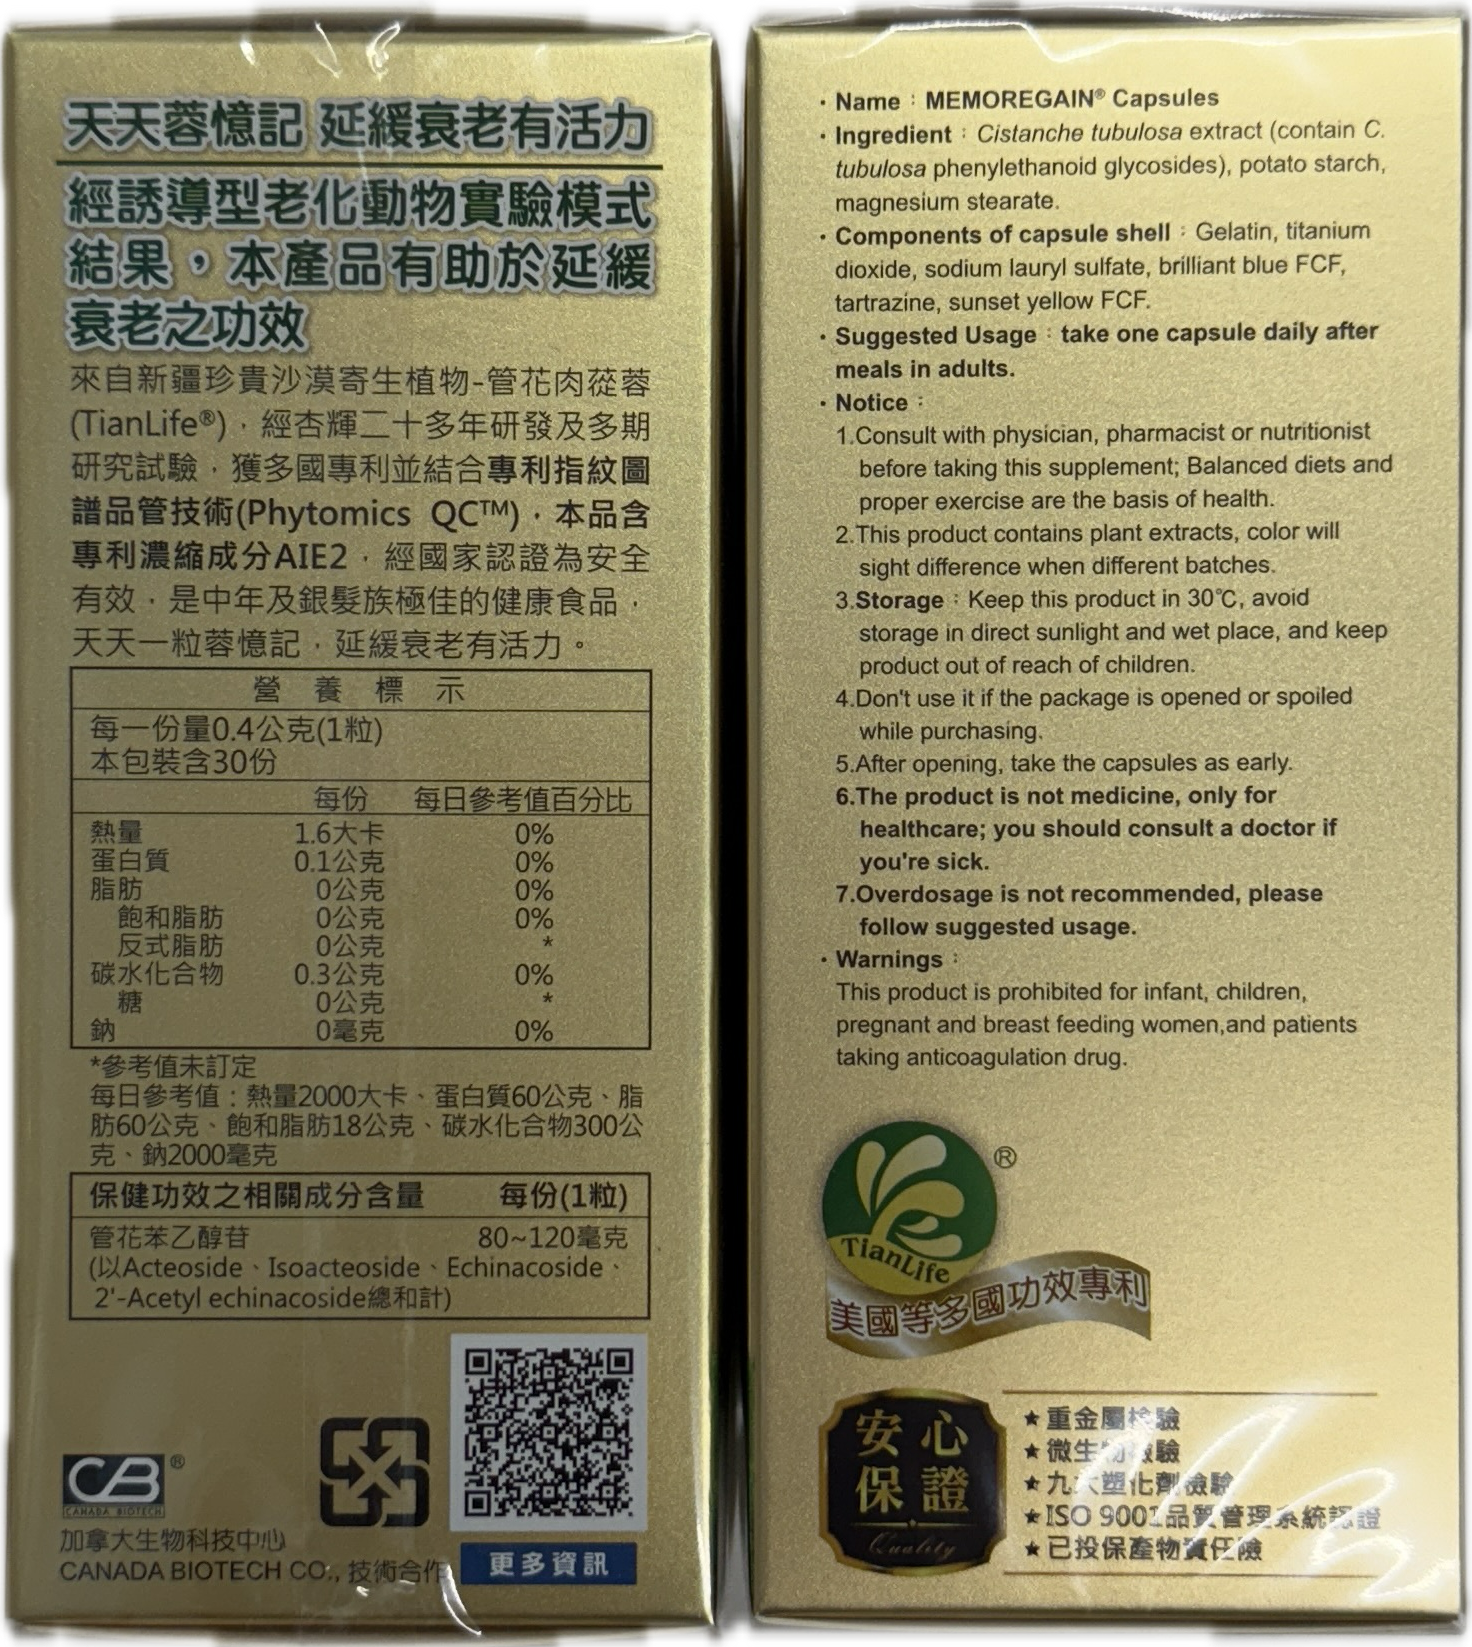 天天蓉憶記 延緩衰老有活力
經誘導型老化動物實驗模式
結果，本產品有助於延緩
衰老之功效
來自新疆珍貴沙漠寄生植物-管花肉蓯蓉
(TianLife®)，經杏輝二十多年研發及多期
研究試驗，獲多國專利並結合專利指紋圖
譜品管技術(Phytomics QC™)，本品含
專利濃縮成分AIE2，經國家認證為安全
有效，是中年及銀髮族極佳的健康食品，
天天一粒蓉憶記，延緩衰老有活力。
營養標示
每一份量0.4公克(1粒)
本包裝含30份
每份 每日參考值百分比
熱量 1.6大卡 0%
蛋白質 0.1公克 0%
脂肪 0公克 0%
飽和脂肪 0公克 0%
反式脂肪 0公克 *
碳水化合物 0.3公克 0%
糖 0公克 *
鈉 0毫克 0%
*參考值未訂定
每日參考值：熱量2000大卡、蛋白質60公克、脂
肪60公克、飽和脂肪18公克、碳水化合物300公
克、鈉2000毫克
保健功效之相關成分含量 每份(1粒)
管花苯乙醇苷 80~120毫克
(以Acteoside、Isoacteoside、Echinacoside、
2'-Acetyl echinacoside總和計)
CB®
CANADA BIOTECH
加拿大生物科技中心
CANADA BIOTECH CO., 技術合作
更多資訊
· Name：MEMOREGAIN® Capsules
· Ingredient：Cistanche tubulosa extract (contain C.
tubulosa phenylethanoid glycosides), potato starch,
magnesium stearate.
· Components of capsule shell：Gelatin, titanium
dioxide, sodium lauryl sulfate, brilliant blue FCF,
tartrazine, sunset yellow FCF.
· Suggested Usage：take one capsule daily after
meals in adults.
· Notice：
1.Consult with physician, pharmacist or nutritionist
before taking this supplement; Balanced diets and
proper exercise are the basis of health.
2.This product contains plant extracts, color will
sight difference when different batches.
3.Storage：Keep this product in 30℃, avoid
storage in direct sunlight and wet place, and keep
product out of reach of children.
4.Don't use it if the package is opened or spoiled
while purchasing.
5.After opening, take the capsules as early.
6.The product is not medicine, only for
healthcare; you should consult a doctor if
you're sick.
7.Overdosage is not recommended, please
follow suggested usage.
· Warnings：
This product is prohibited for infant, children,
pregnant and breast feeding women,and patients
taking anticoagulation drug.
TianLife ®
美國等多國功效專利
安心
保證
Quality
★重金屬檢驗
★微生物檢驗
★九大塑化劑檢驗
★ISO 9001品質管理系統認證
★已投保產物責任險